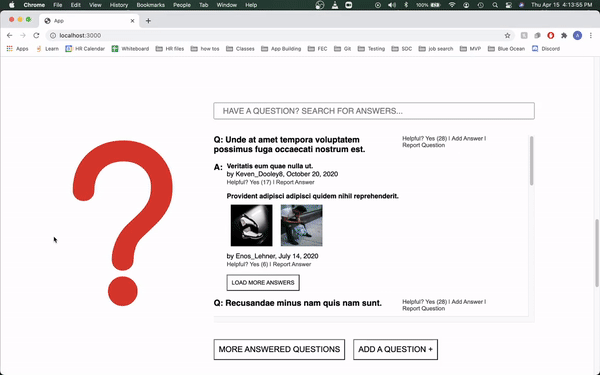 Chrome File Edit View History Bookmarks People Tab Window Help 100% Thu Apr 15 4:13:55 PM
App
localhost:3000
Apps Learn HR Calendar Whiteboard HR files how tos Classes App Building FEC Git Testing SDC job search MVP Blue Ocean Discord
HAVE A QUESTION? SEARCH FOR ANSWERS...
Q: Unde at amet tempora voluptatem
possimus fuga occaecati nostrum est.
Helpful? Yes (28) | Add Answer |
Report Question
A: Veritatis eum quae nulla ut.
by Keven_Dooley8, October 20, 2020
Helpful? Yes (17) | Report Answer
Provident adipisci adipisci quidem nihil reprehenderit.
by Enos_Lehner, July 14, 2020
Helpful? Yes (6) | Report Answer
LOAD MORE ANSWERS
Q: Recusandae minus nam quis nam sunt.
Helpful? Yes (28) | Add Answer |
Report Question
MORE ANSWERED QUESTIONS ADD A QUESTION +